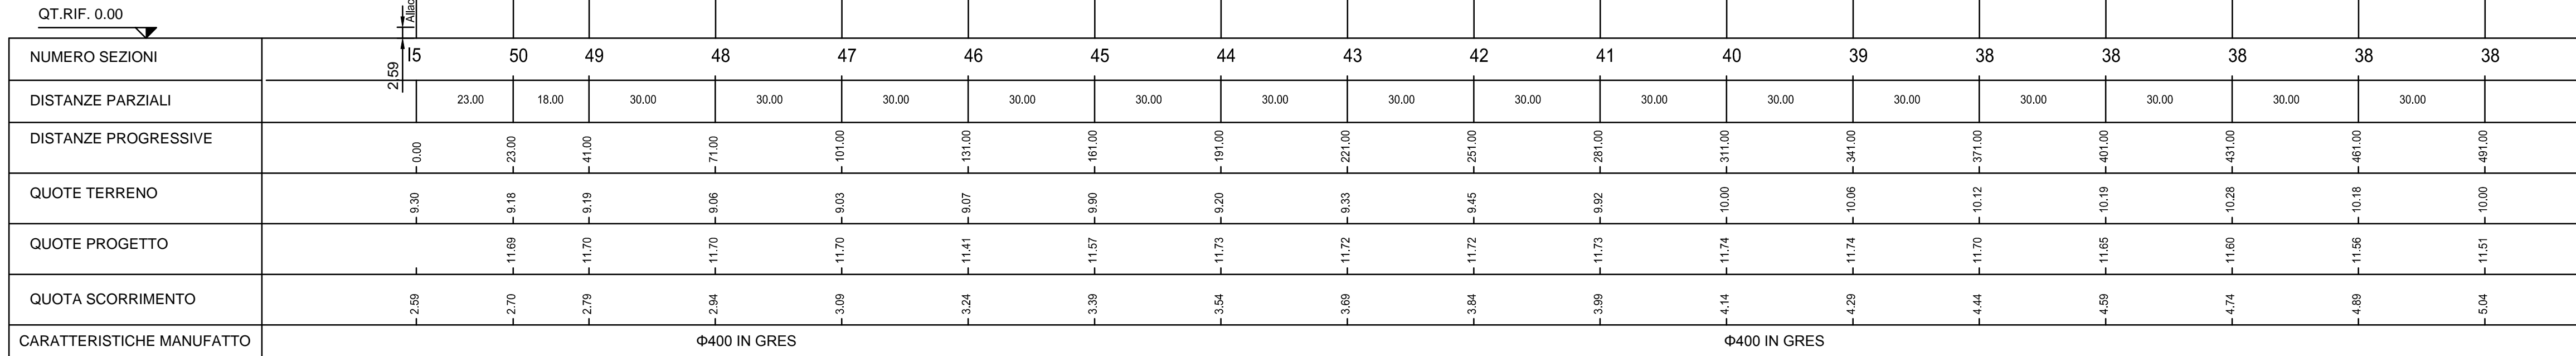 QT.RIF. 0.00
Allac
2.59
NUMERO SEZIONI I5 50 49 48 47 46 45 44 43 42 41 40 39 38 38 38 38 38
DISTANZE PARZIALI 23.00 18.00 30.00 30.00 30.00 30.00 30.00 30.00 30.00 30.00 30.00 30.00 30.00 30.00 30.00 30.00 30.00
DISTANZE PROGRESSIVE 0.00 23.00 41.00 71.00 101.00 131.00 161.00 191.00 221.00 251.00 281.00 311.00 341.00 371.00 401.00 431.00 461.00 491.00
QUOTE TERRENO 9.30 9.18 9.19 9.06 9.03 9.07 9.90 9.20 9.33 9.45 9.92 10.00 10.06 10.12 10.19 10.28 10.18 10.00
QUOTE PROGETTO 11.69 11.70 11.70 11.70 11.41 11.57 11.73 11.72 11.72 11.73 11.74 11.74 11.70 11.65 11.60 11.56 11.51
QUOTA SCORRIMENTO 2.59 2.70 2.79 2.94 3.09 3.24 3.39 3.54 3.69 3.84 3.99 4.14 4.29 4.44 4.59 4.74 4.89 5.04
CARATTERISTICHE MANUFATTO Φ400 IN GRES Φ400 IN GRES